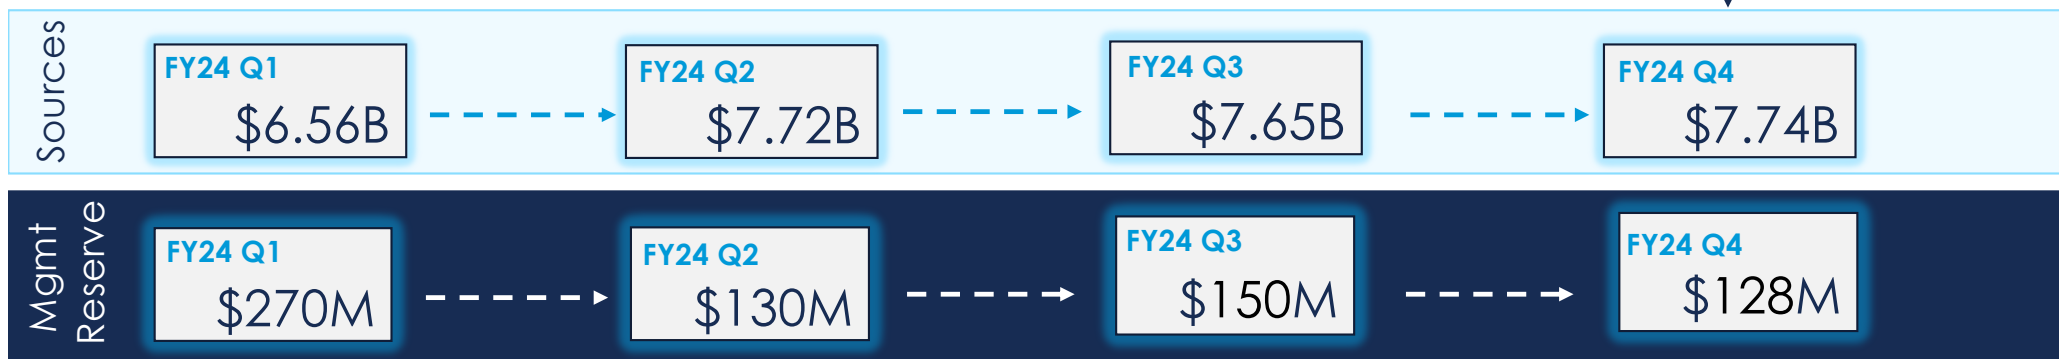 Sources
FY24 Q1
$6.56B
FY24 Q2
$7.72B
FY24 Q3
$7.65B
FY24 Q4
$7.74B
Mgmt
Reserve
FY24 Q1
$270M
FY24 Q2
$130M
FY24 Q3
$150M
FY24 Q4
$128M